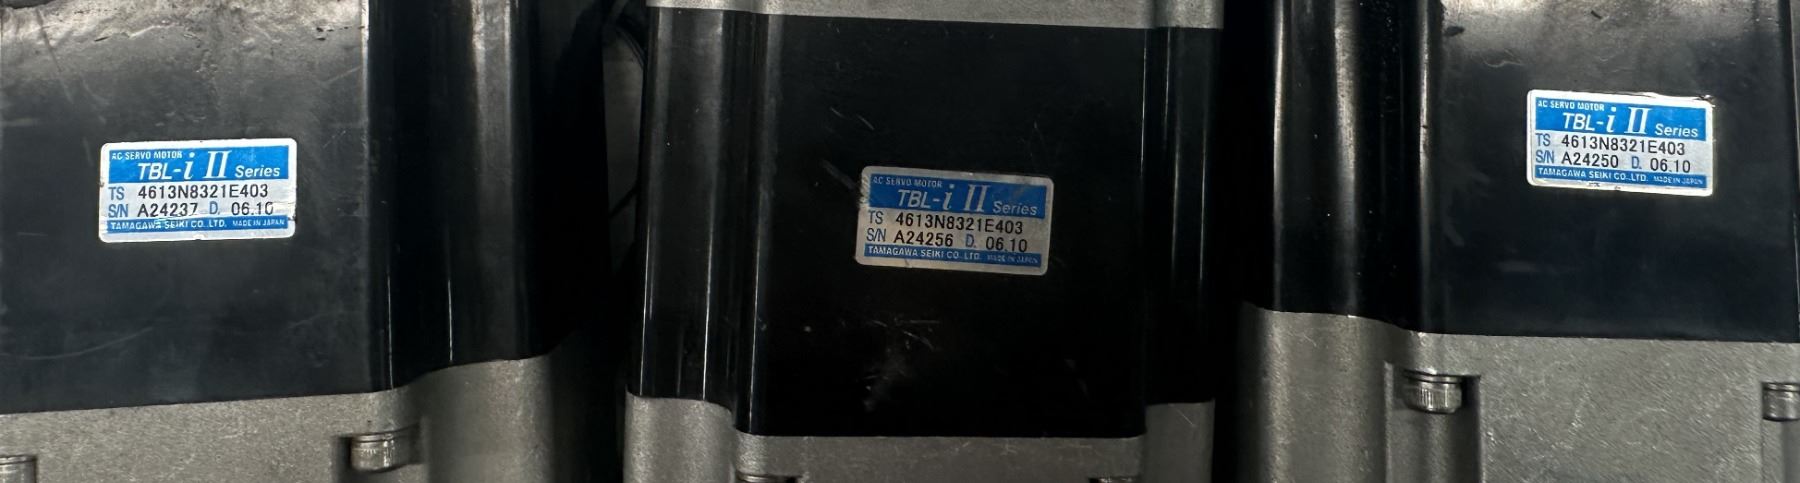 AC SERVO MOTOR
TBL-i II Series
TS 4613N8321E403
S/N A24237 D. 06.10
TAMAGAWA SEIKI CO., LTD. MADE IN JAPAN
AC SERVO MOTOR
TBL-i II Series
TS 4613N8321E403
S/N A24256 D. 06.10
TAMAGAWA SEIKI CO., LTD. MADE IN JAPAN
AC SERVO MOTOR
TBL-i II Series
TS 4613N8321E403
S/N A24250 D. 06.10
TAMAGAWA SEIKI CO., LTD. MADE IN JAPAN